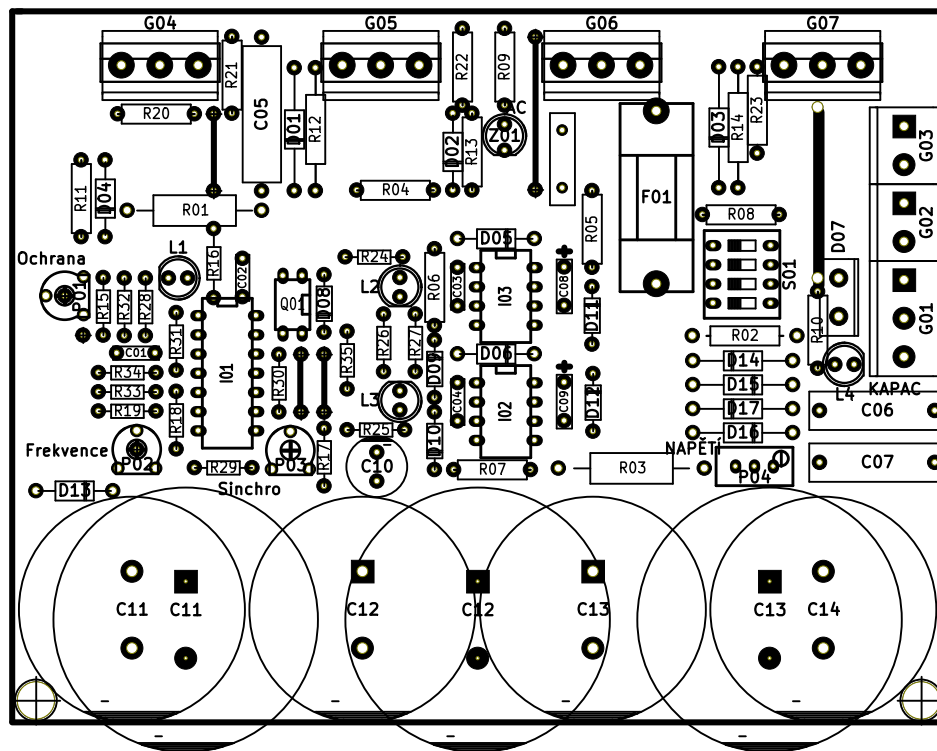 G04
G05
G06
G07
R20
R21
C05
D01
R12
R22
R09
AC
Z01
D02
R13
D03
R14
R23
G03
R11
D04
R01
R04
R05
F01
R08
G02
Ochrana
L1
R16
C02
R24
R06
D05
C03
IO3
C08
D11
S01
D07
P01
R15
R32
R28
R31
Q01
D08
L2
R26
R27
R35
R02
R10
G01
C01
R34
R33
R19
R18
IO1
R30
L3
D09
D06
C04
IO2
C09
D12
D14
D15
D17
D16
L4
KAPAC
C06
Frekvence
P02
R29
P03
R17
R25
C10
D10
R07
R03
NAPĚTÍ
P04
C07
Sinchro
D13
C11
C11
C12
C12
C13
C13
C14